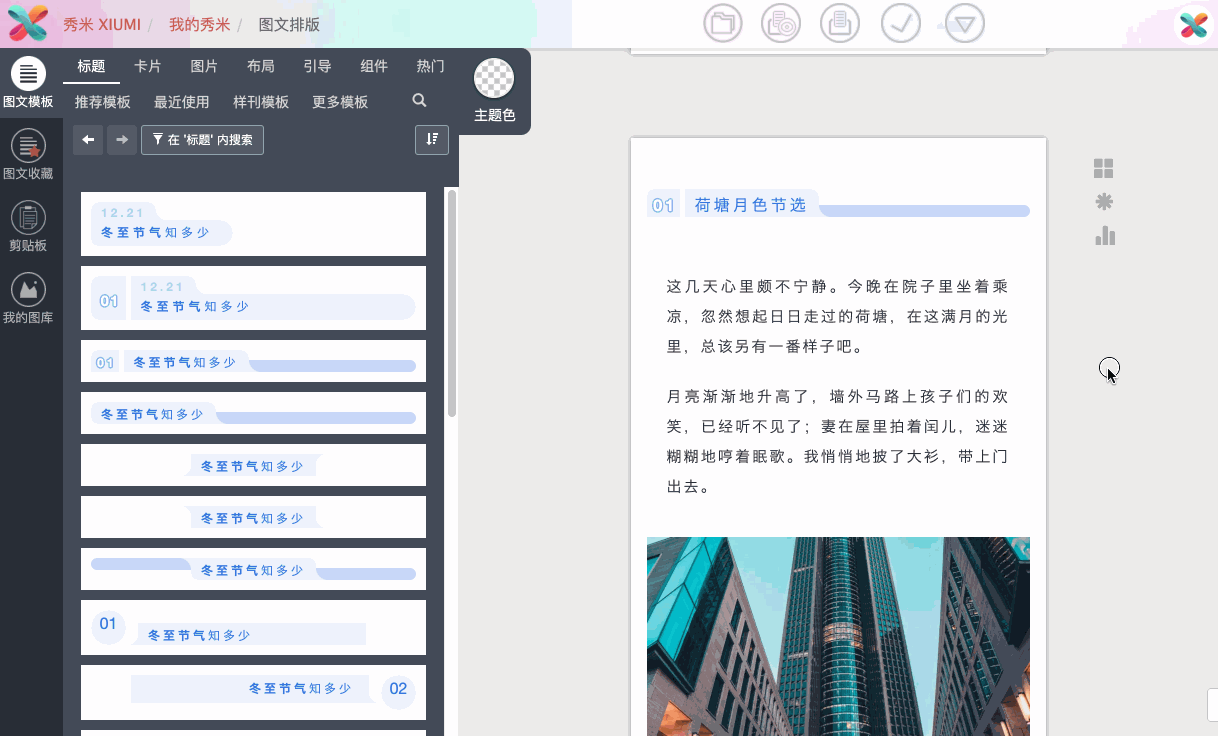 秀米 XIUMI / 我的秀米 / 图文排版
图文模板
图文收藏
剪贴板
我的图库
标题 卡片 图片 布局 引导 组件 热门
推荐模板 最近使用 样刊模板 更多模板
在 '标题' 内搜索
主题色
12.21
冬至节气知多少
01
12.21
冬至节气知多少
01 冬至节气知多少
冬至节气知多少
冬至节气知多少
冬至节气知多少
冬至节气知多少
01
冬至节气知多少
冬至节气知多少 02
01 荷塘月色节选
这几天心里颇不宁静。今晚在院子里坐着乘
凉，忽然想起日日走过的荷塘，在这满月的光
里，总该另有一番样子吧。
月亮渐渐地升高了，墙外马路上孩子们的欢
笑，已经听不见了；妻在屋里拍着闰儿，迷迷
糊糊地哼着眠歌。我悄悄地披了大衫，带上门
出去。